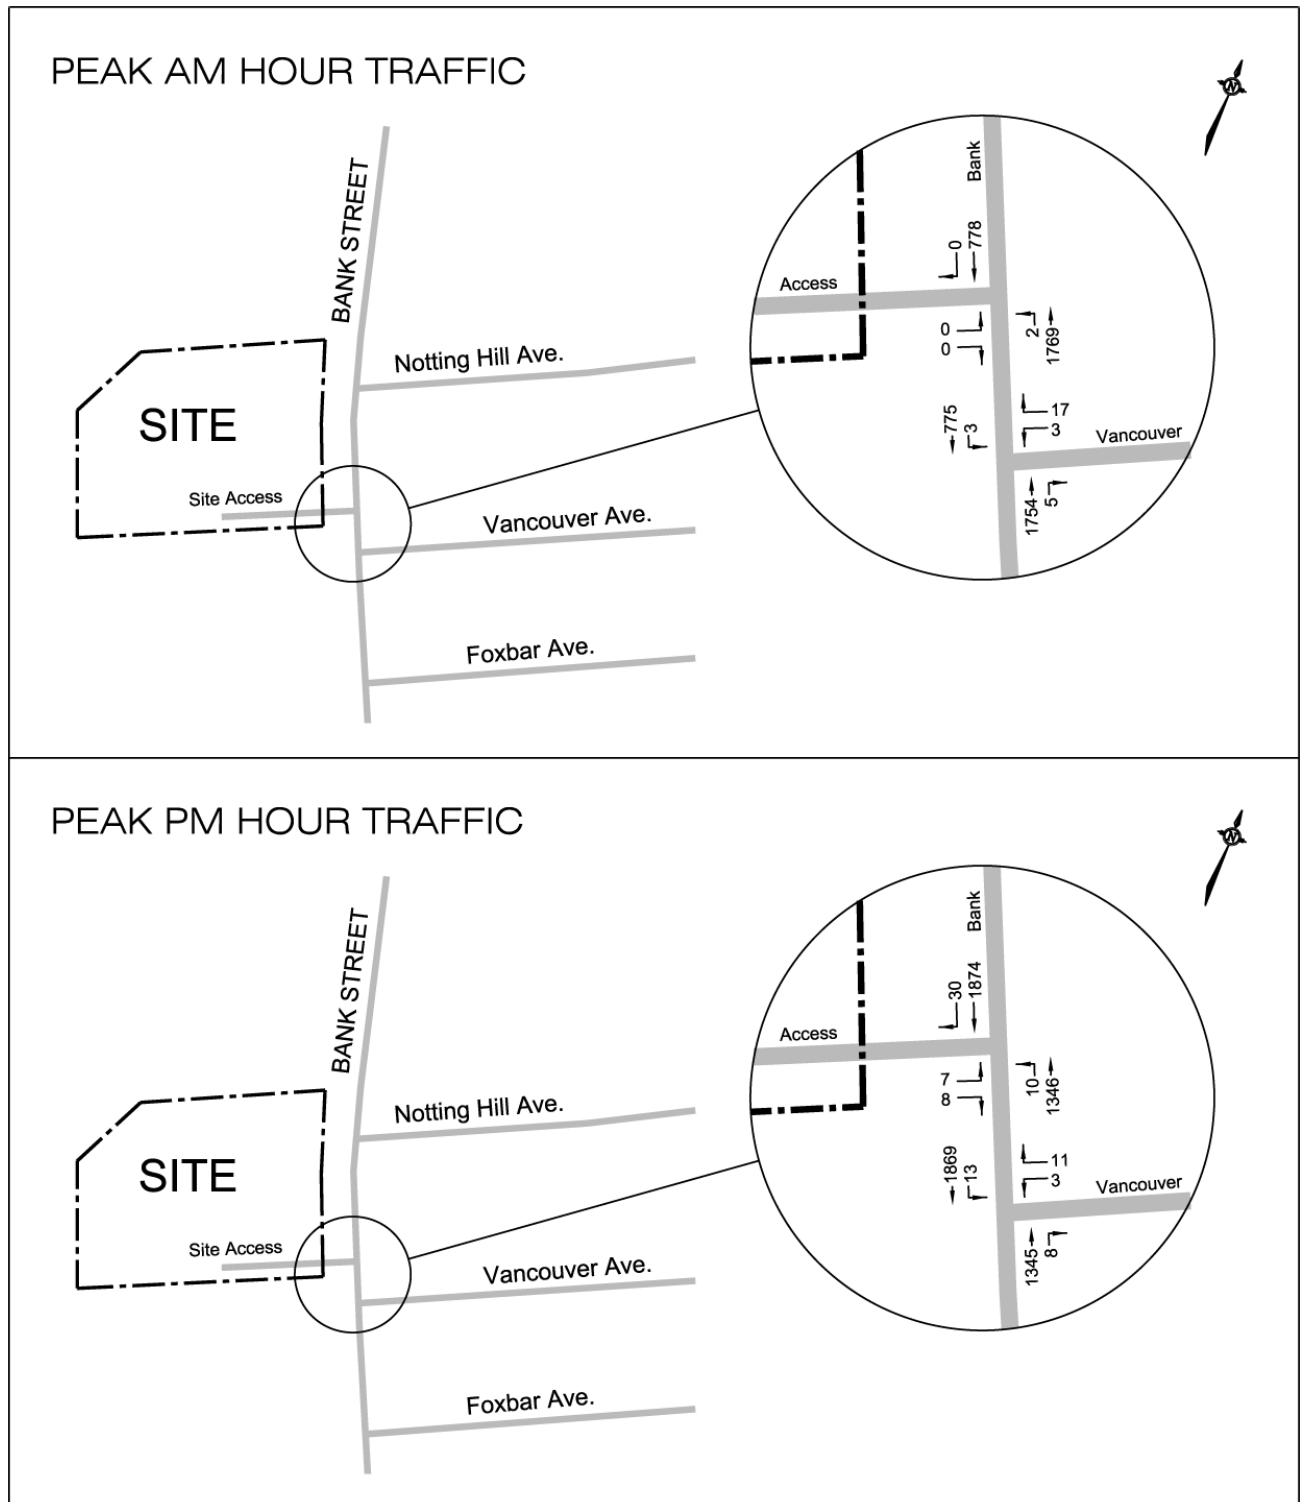 PEAK AM HOUR TRAFFIC
N
BANK STREET
Notting Hill Ave.
SITE
Site Access
Vancouver Ave.
Foxbar Ave.
Bank
0
778
Access
0
0
2
1769
775
3
17
3
Vancouver
1754
5
PEAK PM HOUR TRAFFIC
N
BANK STREET
Notting Hill Ave.
SITE
Site Access
Vancouver Ave.
Foxbar Ave.
Bank
30
1874
Access
7
8
10
1346
1869
13
11
3
Vancouver
1345
8